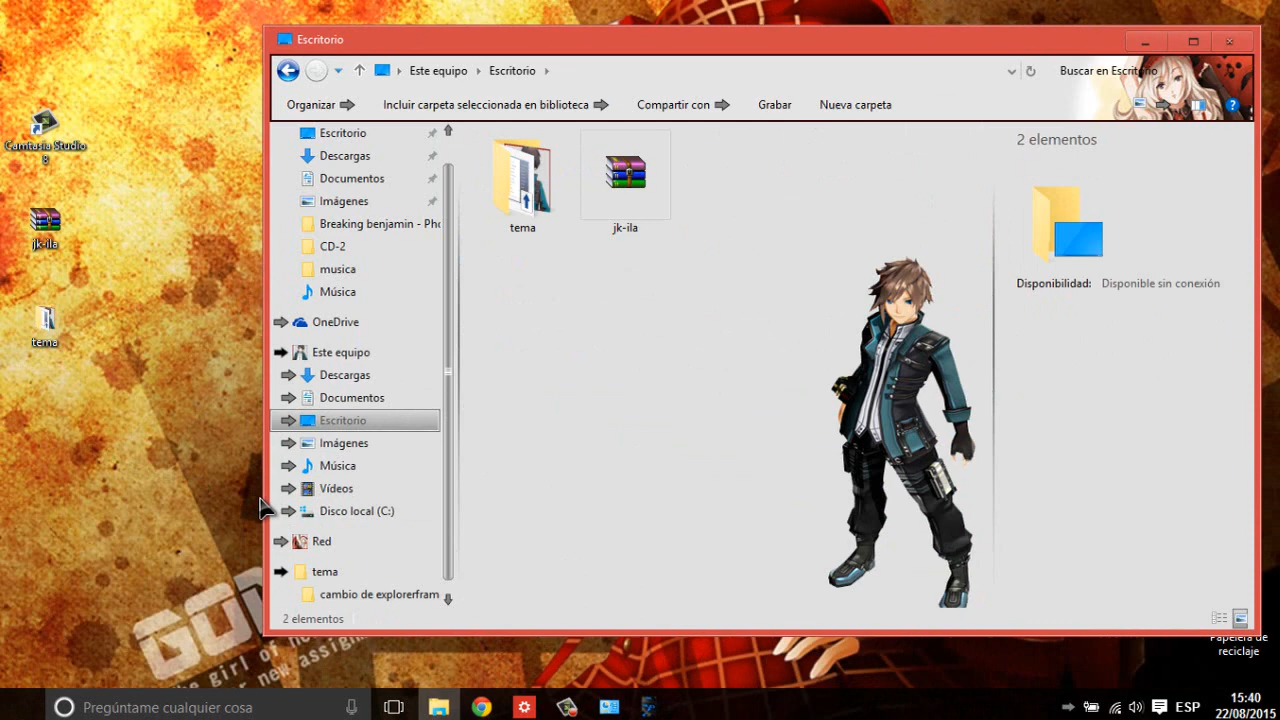 Escritorio
Este equipo
Escritorio
Buscar en Escritorio
Organizar
Incluir carpeta seleccionada en biblioteca
Compartir con
Grabar
Nueva carpeta
Camtasia Studio
8
jk-ila
tema
Escritorio
Descargas
Documentos
Imágenes
Breaking benjamin - Pho
CD-2
musica
Música
OneDrive
Este equipo
Descargas
Documentos
Escritorio
Imágenes
Música
Vídeos
Disco local (C:)
Red
tema
cambio de explorerfram
tema
jk-ila
2 elementos
Disponibilidad: Disponible sin conexión
2 elementos
Papelera de
reciclaje
Pregúntame cualquier cosa
ESP
15:40
22/08/2015